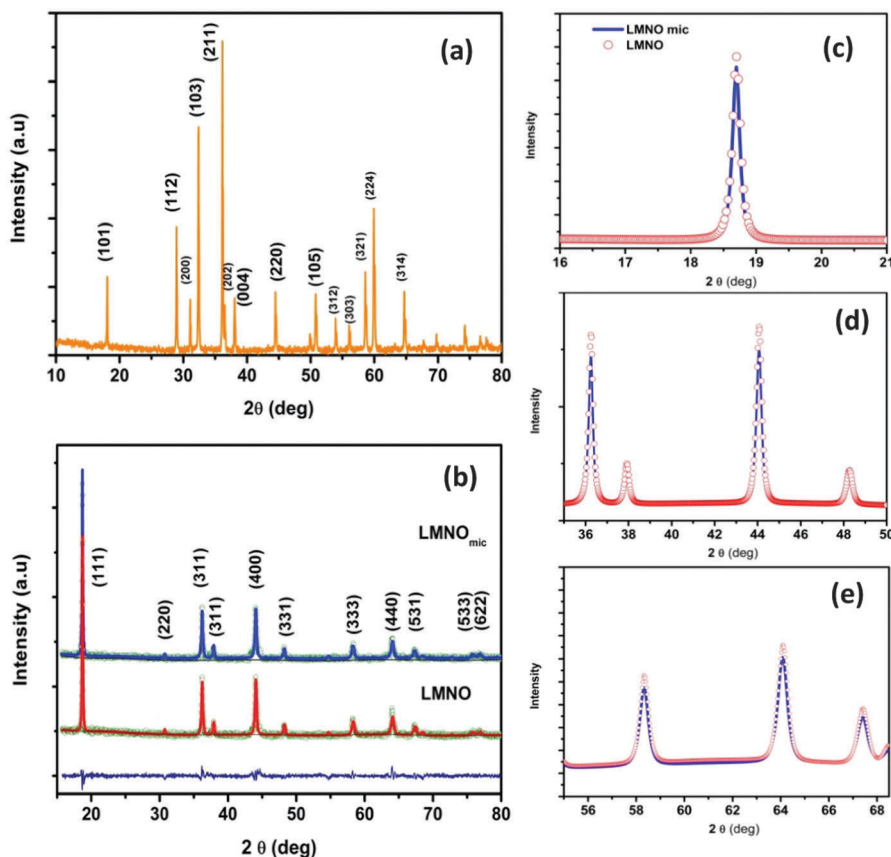 (a)
Intensity (a.u)
(101)
(112)
(200)
(103)
(211)
(202)
(004)
(220)
(105)
(312)
(303)
(321)
(224)
(314)
10 20 30 40 50 60 70 80
2θ (deg)
(b)
Intensity (a.u)
LMNOmic
(111)
(220)
(311)
(311)
(400)
(331)
(333)
(440)
(531)
(533)
(622)
LMNO
20 30 40 50 60 70 80
2θ (deg)
(c)
LMNO mic
LMNO
Intensity
16 17 18 19 20 21
2 θ (deg)
(d)
Intensity
36 38 40 42 44 46 48 50
2 θ (deg)
(e)
Intensity
56 58 60 62 64 66 68
2 θ (deg)